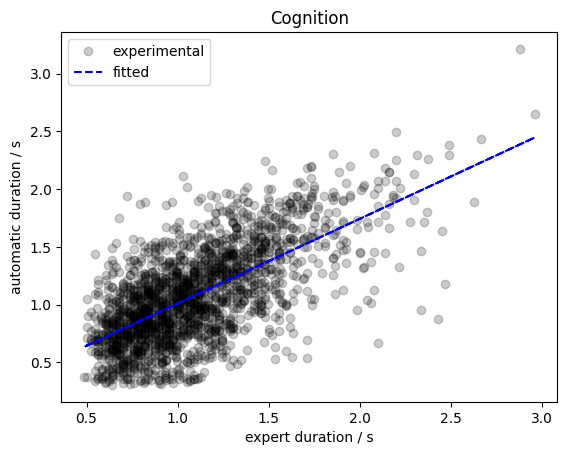 Cognition
experimental
fitted
automatic duration / s
3.0
2.5
2.0
1.5
1.0
0.5
0.5 1.0 1.5 2.0 2.5 3.0
expert duration / s